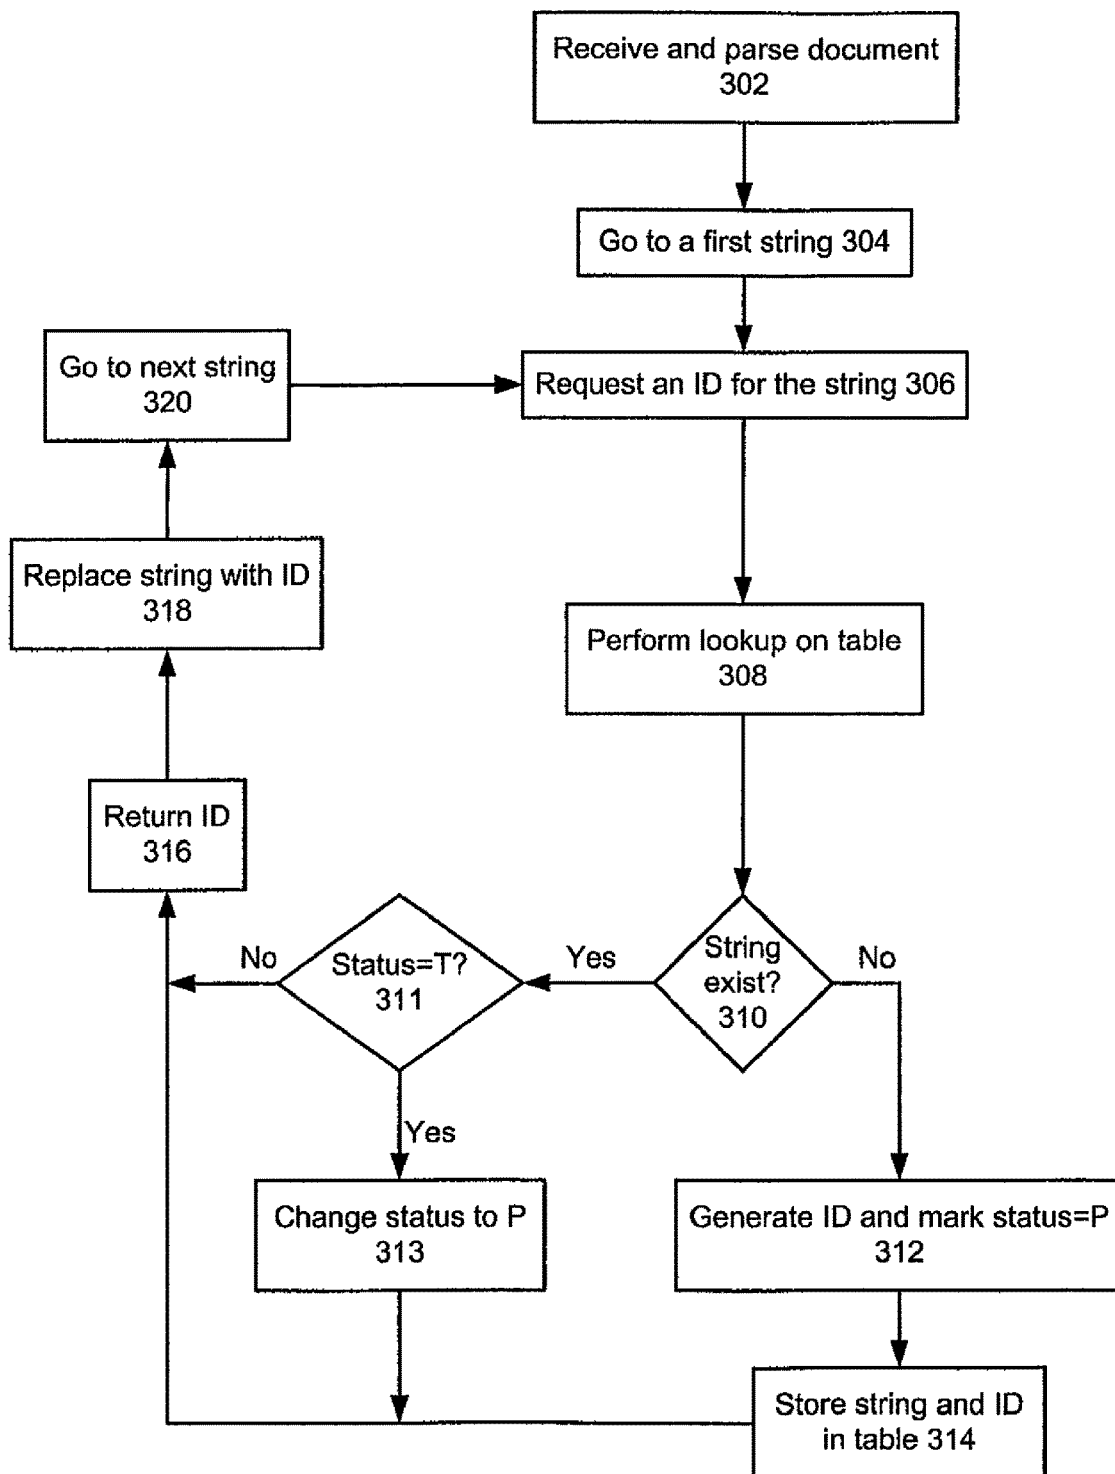 Receive and parse document
302
Go to a first string 304
Go to next string
320
Request an ID for the string 306
Replace string with ID
318
Perform lookup on table
308
Return ID
316
String
exist?
310
Yes
No
Status=T?
311
No
Yes
Change status to P
313
Generate ID and mark status=P
312
Store string and ID
in table 314